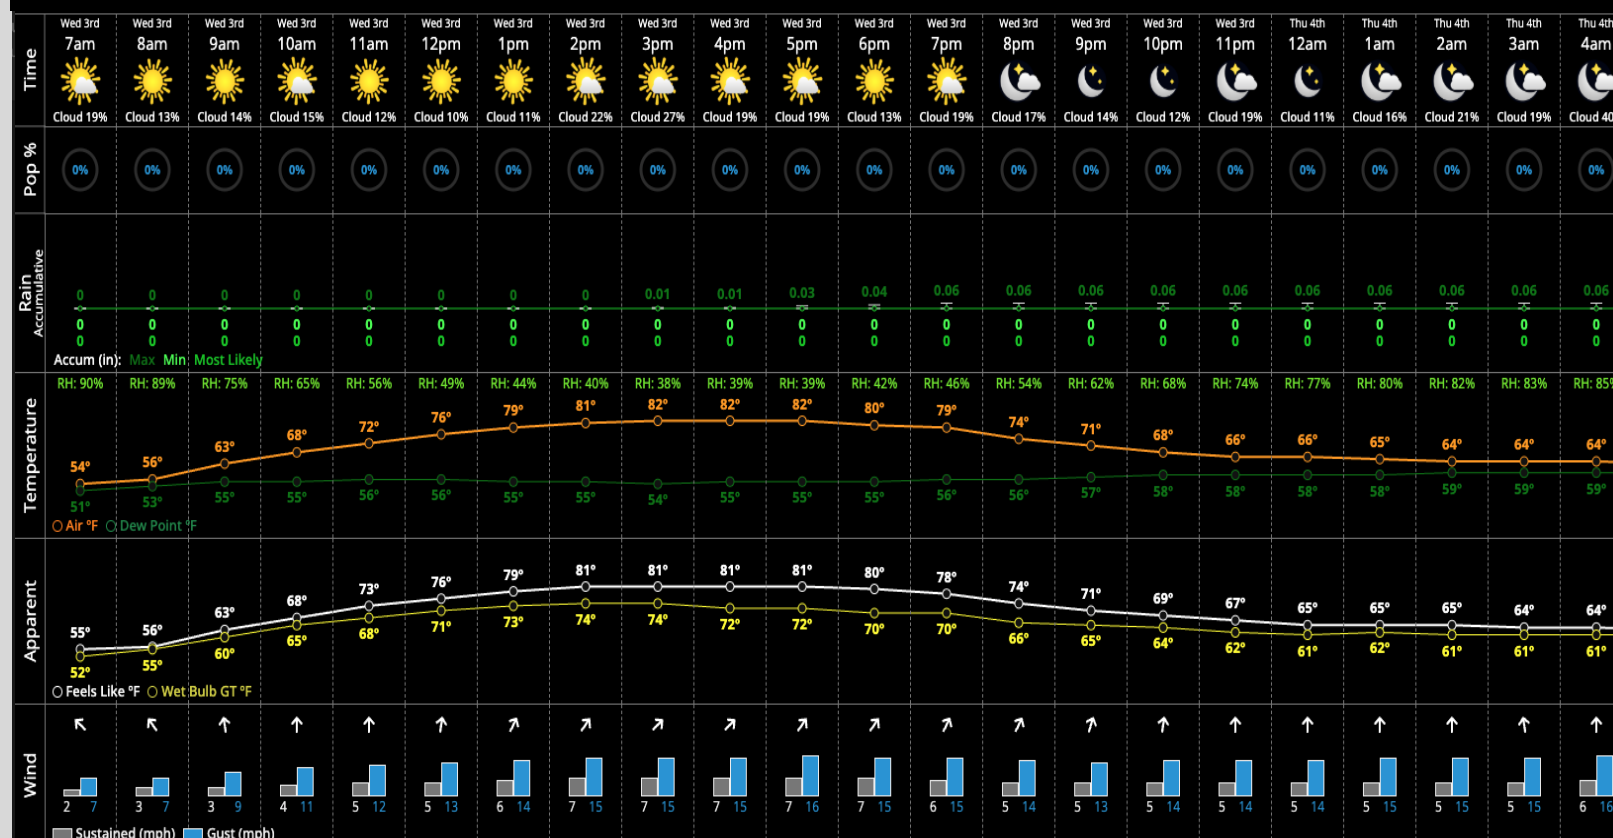 Time
Wed 3rd Wed 3rd Wed 3rd Wed 3rd Wed 3rd Wed 3rd Wed 3rd Wed 3rd Wed 3rd Wed 3rd Wed 3rd Wed 3rd Wed 3rd Wed 3rd Wed 3rd Wed 3rd Wed 3rd Thu 4th Thu 4th Thu 4th Thu 4th Thu 4th
7am 8am 9am 10am 11am 12pm 1pm 2pm 3pm 4pm 5pm 6pm 7pm 8pm 9pm 10pm 11pm 12am 1am 2am 3am 4am
Cloud 19% Cloud 13% Cloud 14% Cloud 15% Cloud 12% Cloud 10% Cloud 11% Cloud 22% Cloud 27% Cloud 19% Cloud 19% Cloud 13% Cloud 19% Cloud 17% Cloud 14% Cloud 12% Cloud 19% Cloud 11% Cloud 16% Cloud 21% Cloud 19% Cloud 40
Pop %
0% 0% 0% 0% 0% 0% 0% 0% 0% 0% 0% 0% 0% 0% 0% 0% 0% 0% 0% 0% 0% 0%
Rain
Accumulative
0 0 0 0 0 0 0 0 0.01 0.01 0.03 0.04 0.06 0.06 0.06 0.06 0.06 0.06 0.06 0.06 0.06 0.06
0 0 0 0 0 0 0 0 0 0 0 0 0 0 0 0 0 0 0 0 0 0
0 0 0 0 0 0 0 0 0 0 0 0 0 0 0 0 0 0 0 0 0 0
Accum (in): Max Min Most Likely
Temperature
RH: 90% RH: 89% RH: 75% RH: 65% RH: 56% RH: 49% RH: 44% RH: 40% RH: 38% RH: 39% RH: 39% RH: 42% RH: 46% RH: 54% RH: 62% RH: 68% RH: 74% RH: 77% RH: 80% RH: 82% RH: 83% RH: 85%
54° 56° 63° 68° 72° 76° 79° 81° 82° 82° 82° 80° 79° 74° 71° 68° 66° 66° 65° 64° 64° 64°
51° 53° 55° 55° 56° 56° 55° 55° 54° 55° 55° 55° 56° 56° 57° 58° 58° 58° 58° 59° 59° 59°
Air °F Dew Point °F
Apparent
55° 56° 63° 68° 73° 76° 79° 81° 81° 81° 81° 80° 78° 74° 71° 69° 67° 65° 65° 65° 64° 64°
52° 55° 60° 65° 68° 71° 73° 74° 74° 72° 72° 70° 70° 66° 65° 64° 62° 61° 62° 61° 61° 61°
Feels Like °F Wet Bulb GT °F
Wind
2 7 3 7 3 9 4 11 5 12 5 13 6 14 7 15 7 15 7 15 7 16 7 15 6 15 5 14 5 13 5 14 5 14 5 14 5 15 5 15 5 15 6 16
Sustained (mph) Gust (mph)